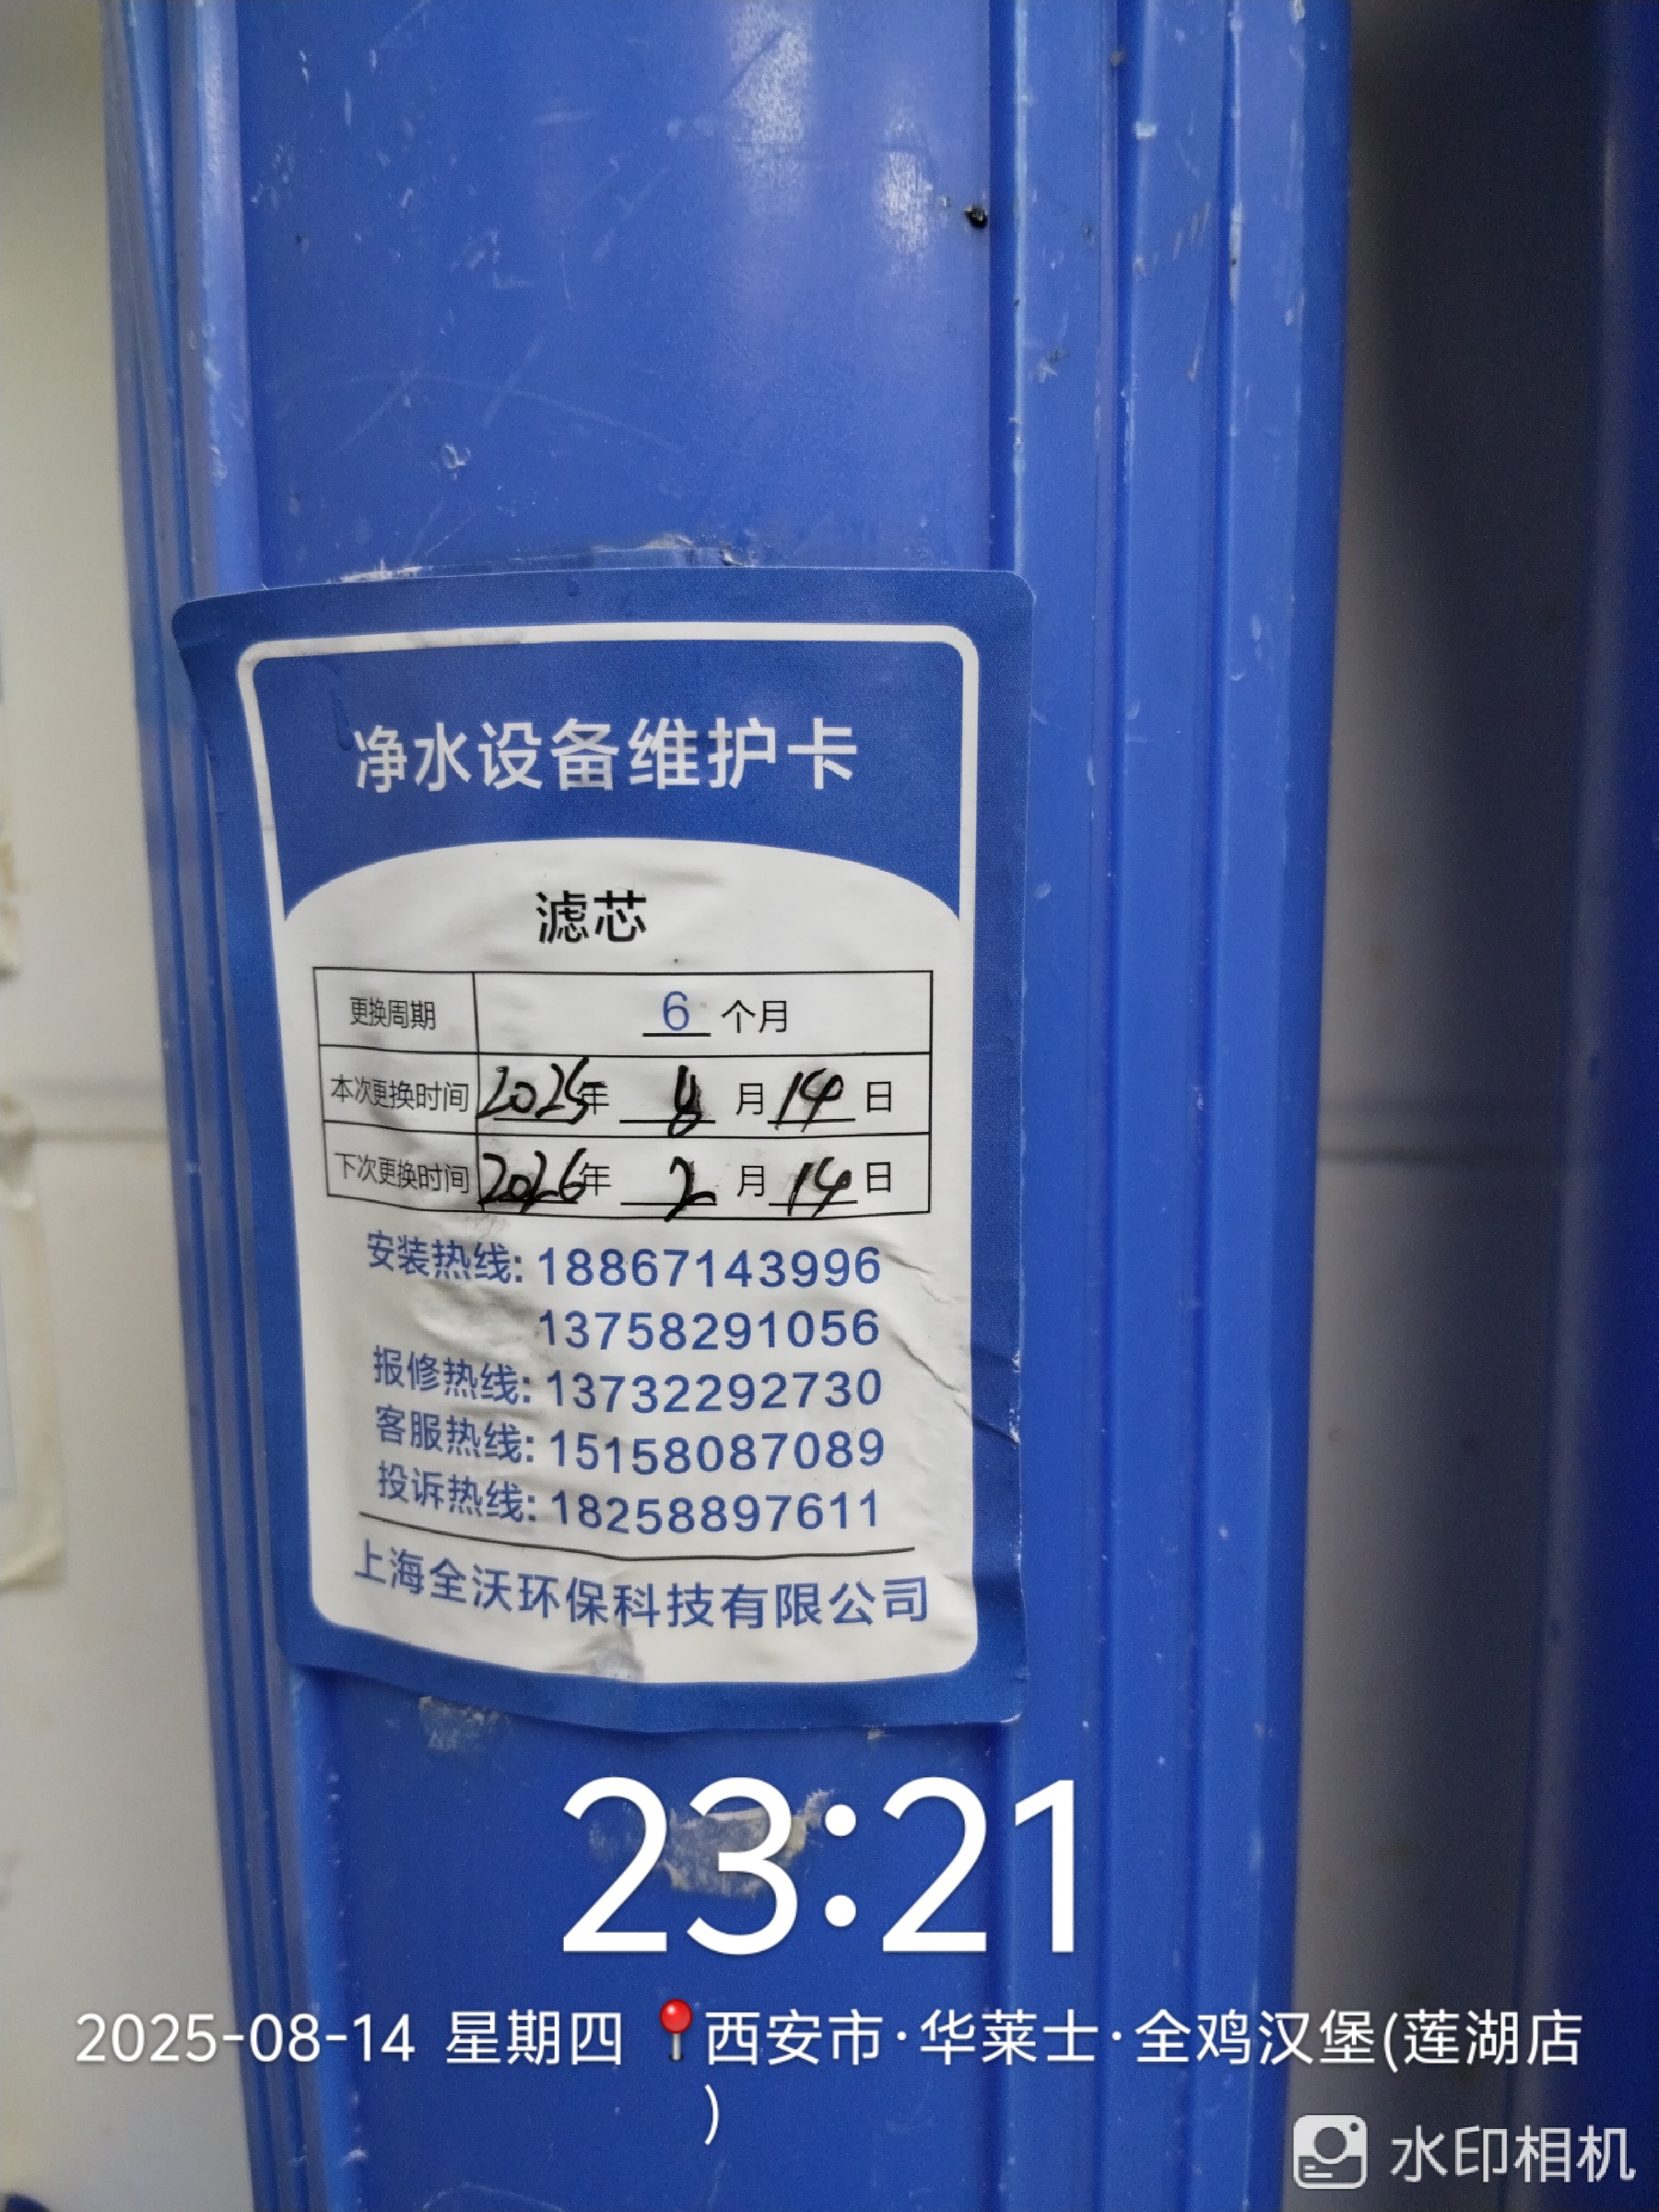 净水设备维护卡
滤芯
更换周期 6 个月
本次更换时间 2025年 8 月 14 日
下次更换时间 2026年 2 月 14 日
安装热线: 18867143996
13758291056
报修热线: 13732292730
客服热线: 15158087089
投诉热线: 18258897611
上海全沃环保科技有限公司
23:21
2025-08-14 星期四 📍西安市·华莱士·全鸡汉堡(莲湖店
)
水印相机